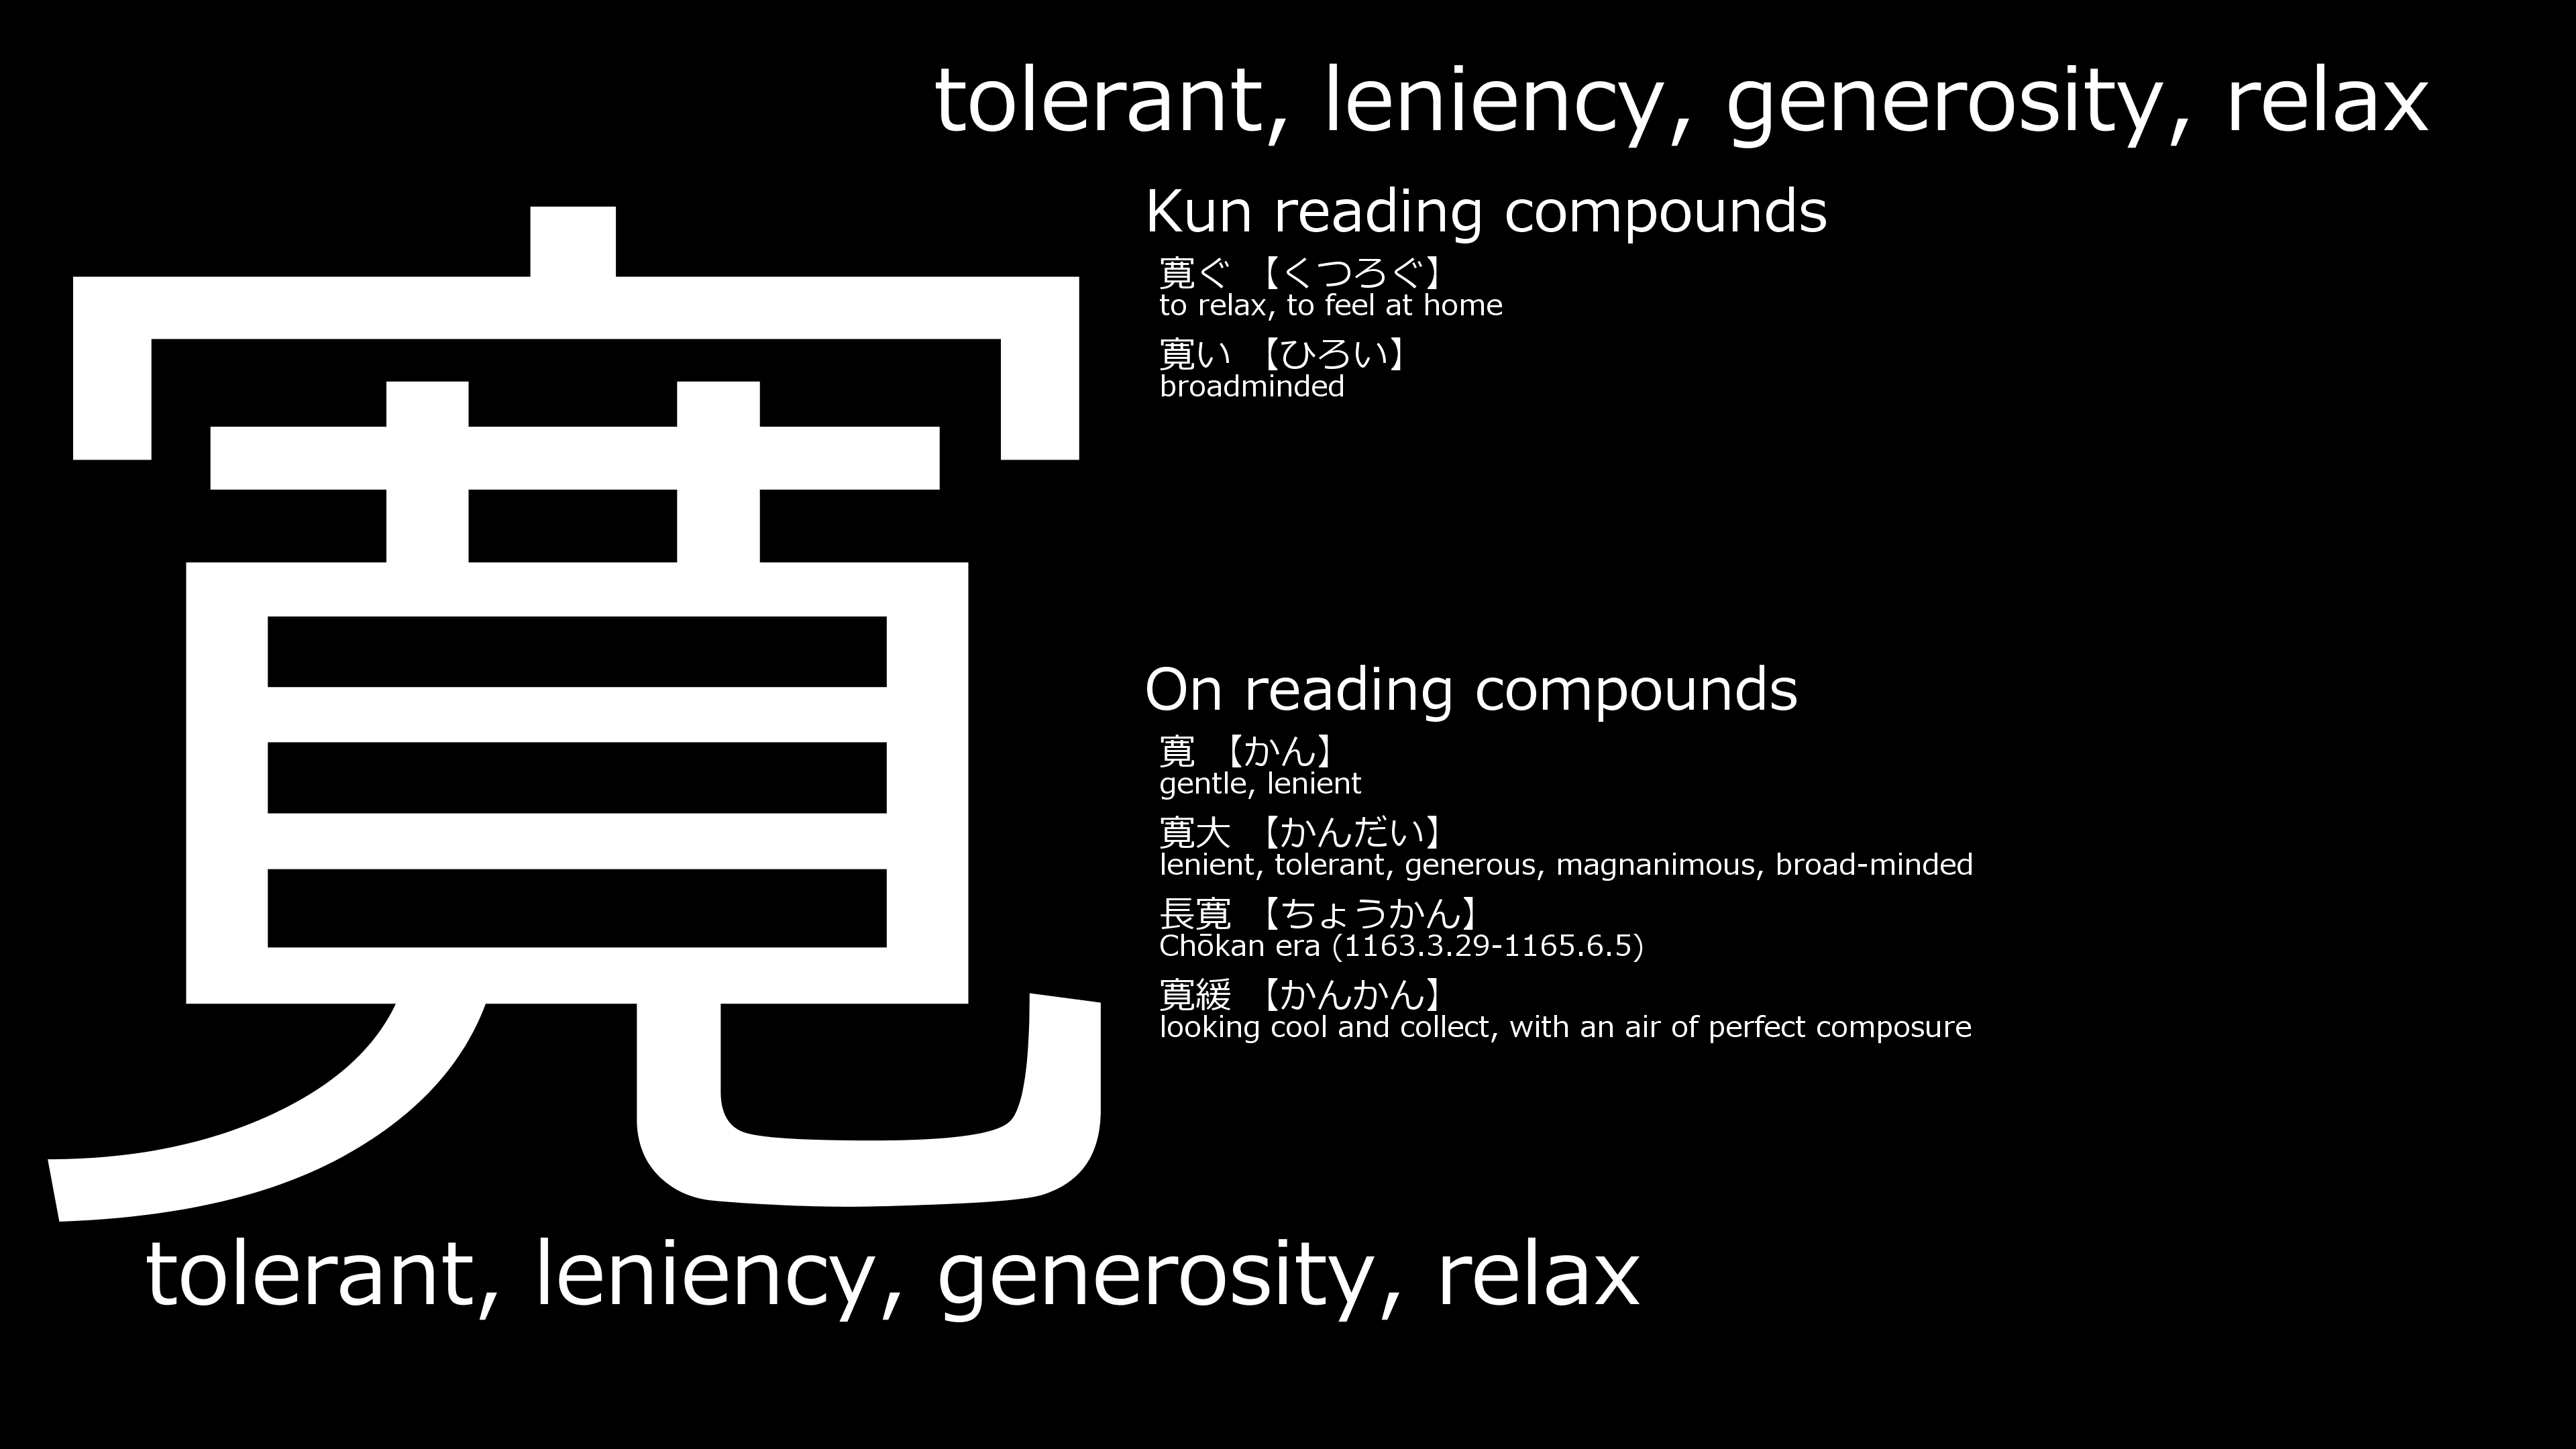 tolerant, leniency, generosity, relax
寛
Kun reading compounds
寛ぐ 【くつろぐ】
to relax, to feel at home
寛い 【ひろい】
broadminded
On reading compounds
寛 【かん】
gentle, lenient
寛大 【かんだい】
lenient, tolerant, generous, magnanimous, broad-minded
長寛 【ちょうかん】
Chōkan era (1163.3.29-1165.6.5)
寛緩 【かんかん】
looking cool and collect, with an air of perfect composure
tolerant, leniency, generosity, relax